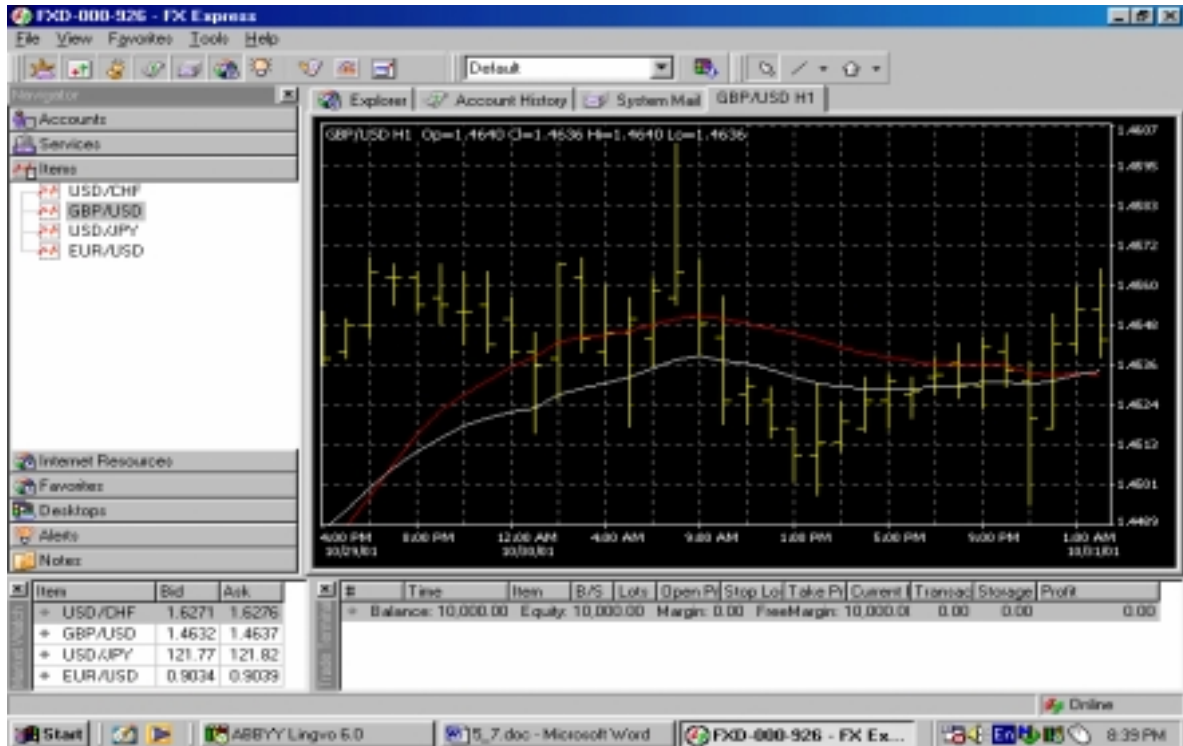 FXD-000-926 - FX Express
File View Favorites Tools Help
Default
Navigator
Explorer Account History System Mail GBP/USD H1
Accounts
Services
Items
USD/CHF
GBP/USD
USD/JPY
EUR/USD
Internet Resources
Favorites
Desktops
Alerts
Notes
GBP/USD H1 Op=1.4640 Cl=1.4636 Hi=1.4640 Lo=1.4636
1.4607
1.4595
1.4583
1.4572
1.4560
1.4548
1.4536
1.4524
1.4512
1.4501
1.4489
4:00 PM 8:00 PM 12:00 AM 4:00 AM 9:00 AM 1:00 PM 5:00 PM 9:00 PM 1:00 AM
10/29/01 10/30/01 10/31/01
Item Bid Ask
USD/CHF 1.6271 1.6276
GBP/USD 1.4632 1.4637
USD/JPY 121.77 121.82
EUR/USD 0.9034 0.9039
# Time Item B/S Lots Open Pr Stop Lo Take Pr Current Transac Storage Profit
Balance: 10,000.00 Equity: 10,000.00 Margin: 0.00 FreeMargin: 10,000.0 0.00 0.00 0.00
Trade Terminal
Online
Start ABBYY Lingvo 6.0 5_7.doc - Microsoft Word FXD-000-926 - FX Ex... En 8:39 PM